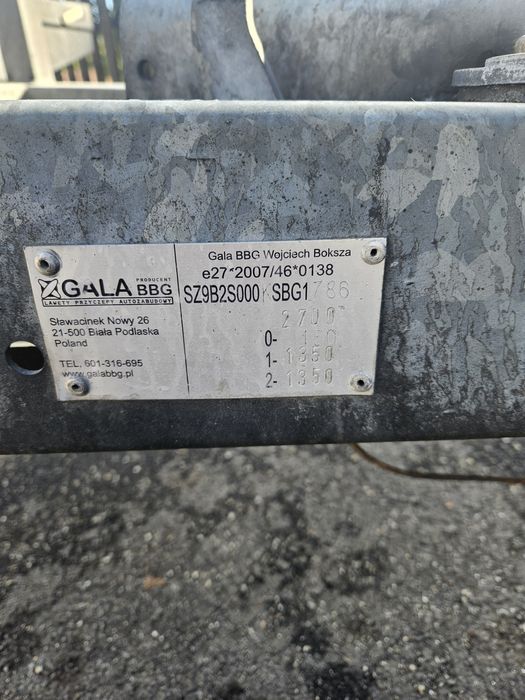 GALA PRODUCENT BBG
LAWETY PRZYCZEPY AUTOZABUDOWY
Sławacinek Nowy 26
21-500 Biała Podlaska
Poland
TEL. 601-316-695
www.galabbg.pl
Gala BBG Wojciech Boksza
e27*2007/46*0138
SZ9B2S000KSBG1786
2700
0-
1-1350
2-1350